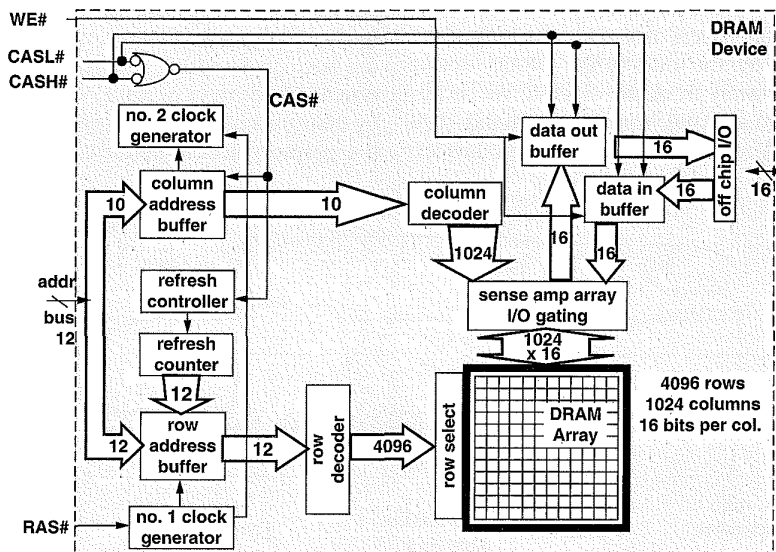 WE#
CASL#
CASH#
DRAM
Device
CAS#
no. 2 clock
generator
data out
buffer
16
off chip I/O
16
column
address
buffer
10
10
column
decoder
data in
buffer
16
1024
16
16
addr
bus
12
refresh
controller
sense amp array
I/O gating
refresh
counter
1024
x 16
12
4096 rows
1024 columns
16 bits per col.
row
address
buffer
12
12
row
decoder
4096
row select
DRAM
Array
RAS#
no. 1 clock
generator